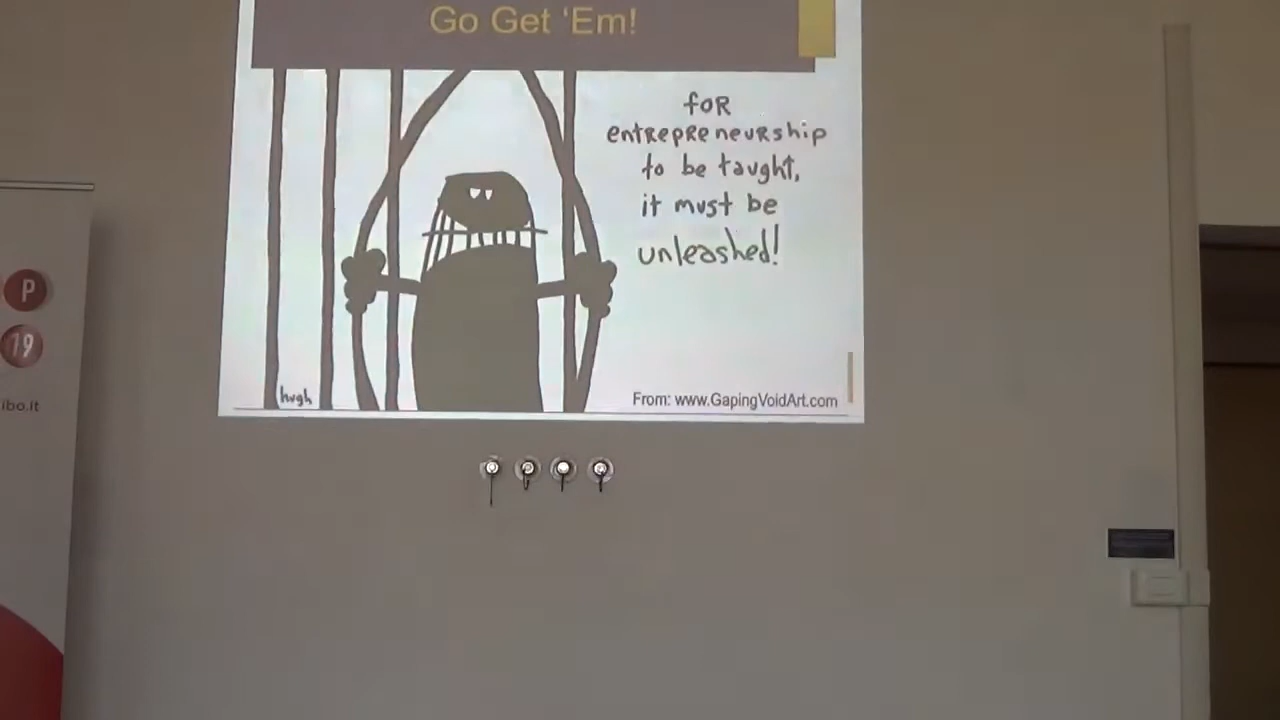 Go Get ‘Em!
foR
entRepReneuRship
to be taught,
it must be
unleashed!
hugh
From: www.GapingVoidArt.com
P
19
ibo.it